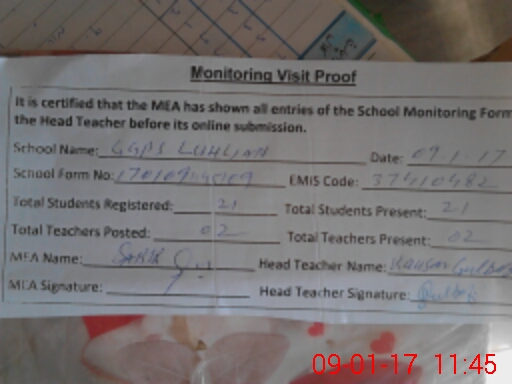 Monitoring Visit Proof
It is certified that the MEA has shown all entries of the School Monitoring Form
the Head Teacher before its online submission.
School Name: GGPS Date: 09-1-17
School Form No: EMIS Code: 37410482
Total Students Registered: 21 Total Students Present: 21
Total Teachers Posted: 02 Total Teachers Present: 02
MEA Name: Head Teacher Name: Kausar
MEA Signature: Head Teacher Signature:
09-01-17 11:45